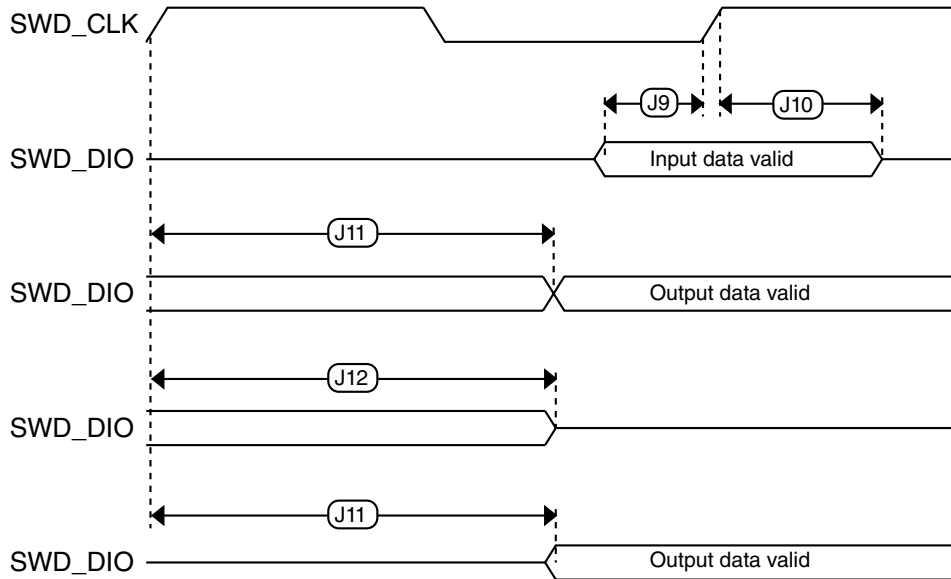 SWD_CLK
J9
J10
SWD_DIO
Input data valid
J11
SWD_DIO
Output data valid
J12
SWD_DIO
J11
SWD_DIO
Output data valid